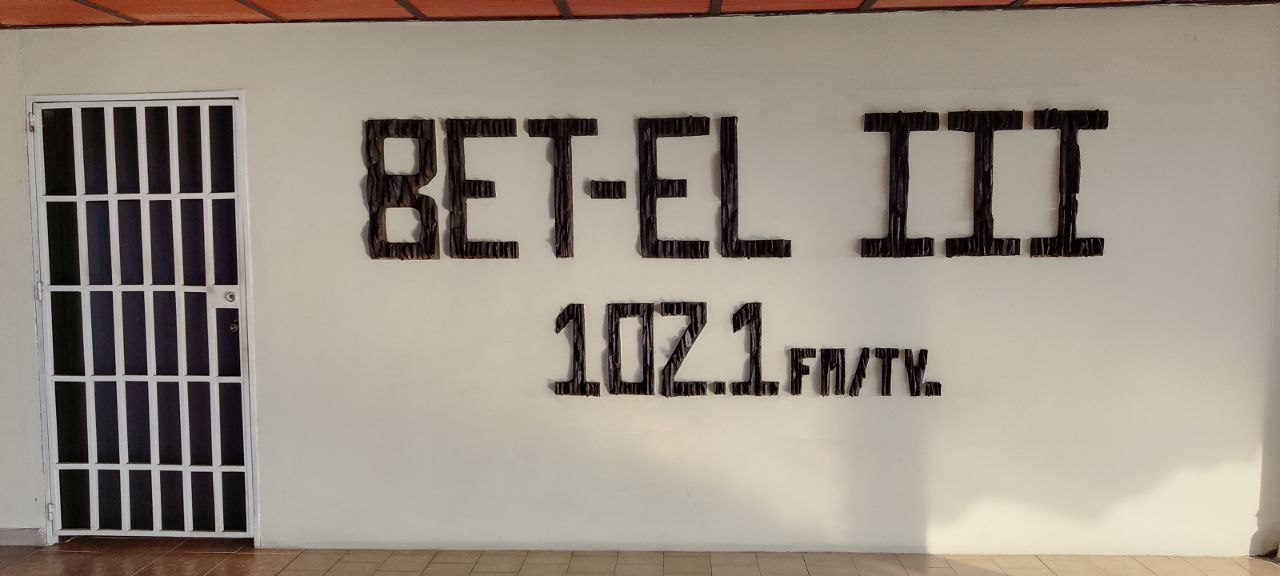 BET-EL III
102.1 FM/TV.